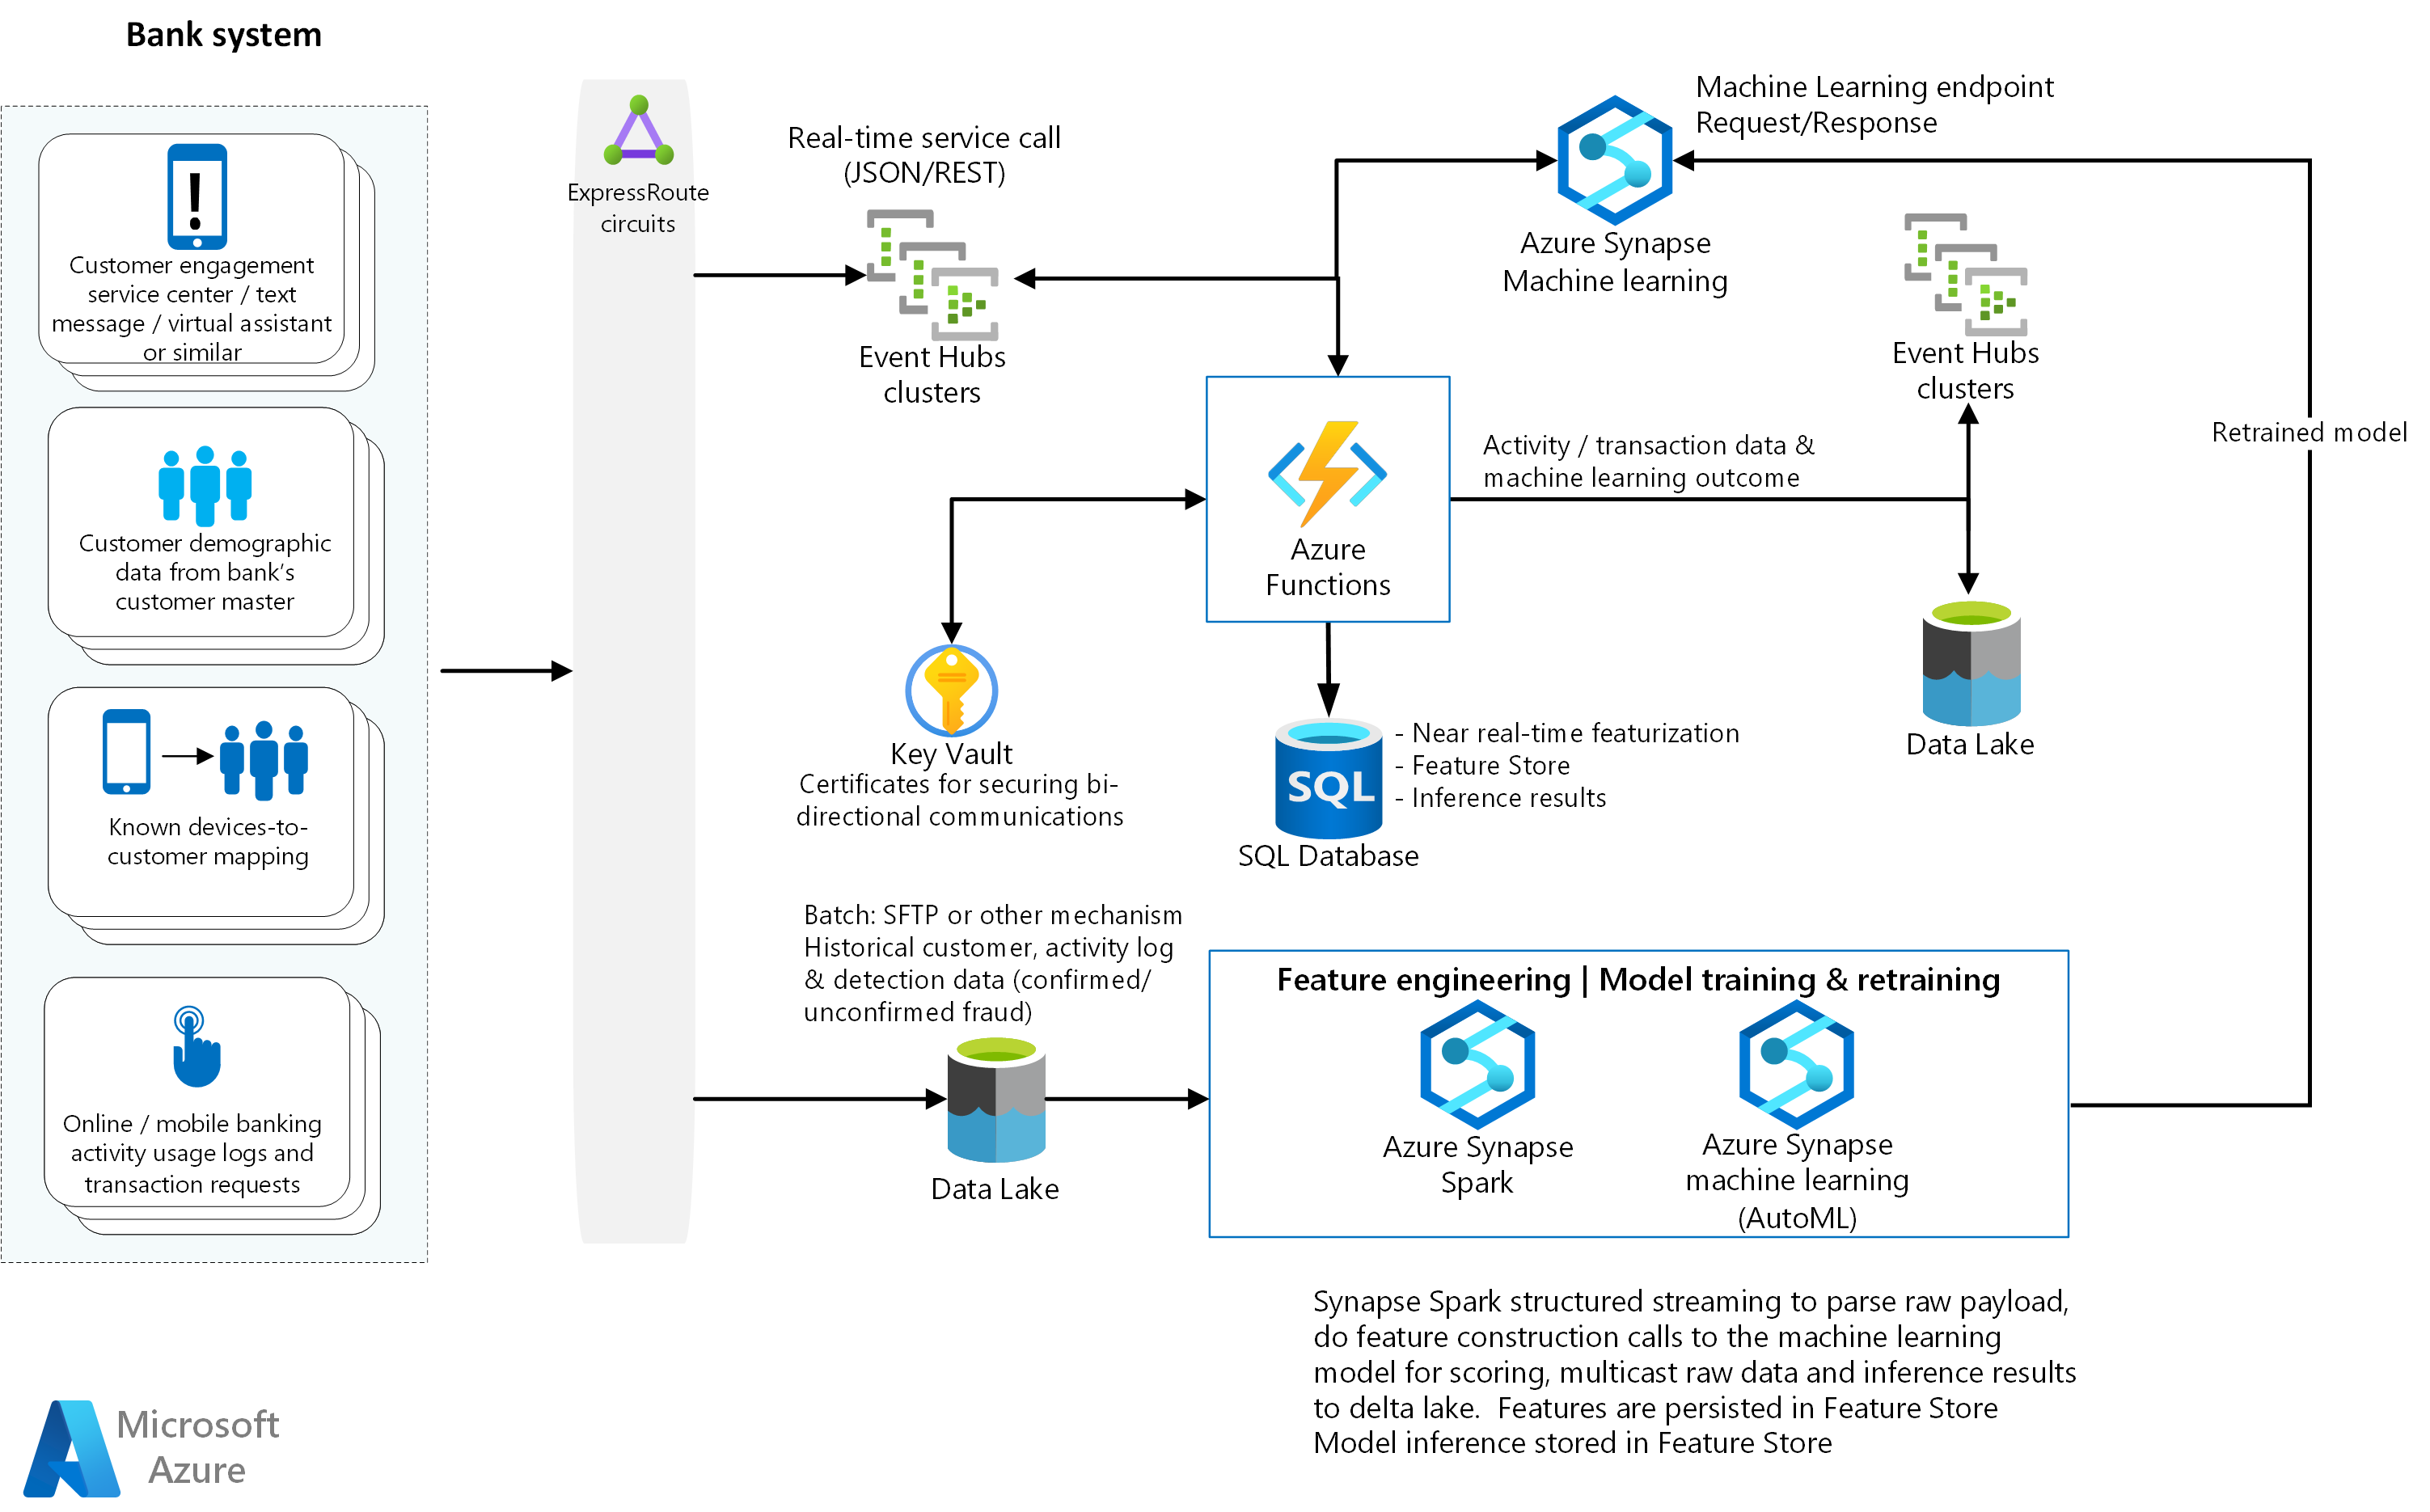 Bank system
Customer engagement
service center / text
message / virtual assistant
or similar
Customer demographic
data from bank's
customer master
Known devices-to-
customer mapping
Online / mobile banking
activity usage logs and
transaction requests
ExpressRoute
circuits
Real-time service call
(JSON/REST)
Event Hubs
clusters
Machine Learning endpoint
Request/Response
Azure Synapse
Machine learning
Event Hubs
clusters
Retrained model
Activity / transaction data &
machine learning outcome
Azure
Functions
Key Vault
Certificates for securing bi-
directional communications
SQL
- Near real-time featurization
- Feature Store
- Inference results
SQL Database
Data Lake
Batch: SFTP or other mechanism
Historical customer, activity log
& detection data (confirmed/
unconfirmed fraud)
Data Lake
Feature engineering | Model training & retraining
Azure Synapse
Spark
Azure Synapse
machine learning
(AutoML)
Synapse Spark structured streaming to parse raw payload,
do feature construction calls to the machine learning
model for scoring, multicast raw data and inference results
to delta lake.  Features are persisted in Feature Store
Model inference stored in Feature Store
Microsoft
Azure